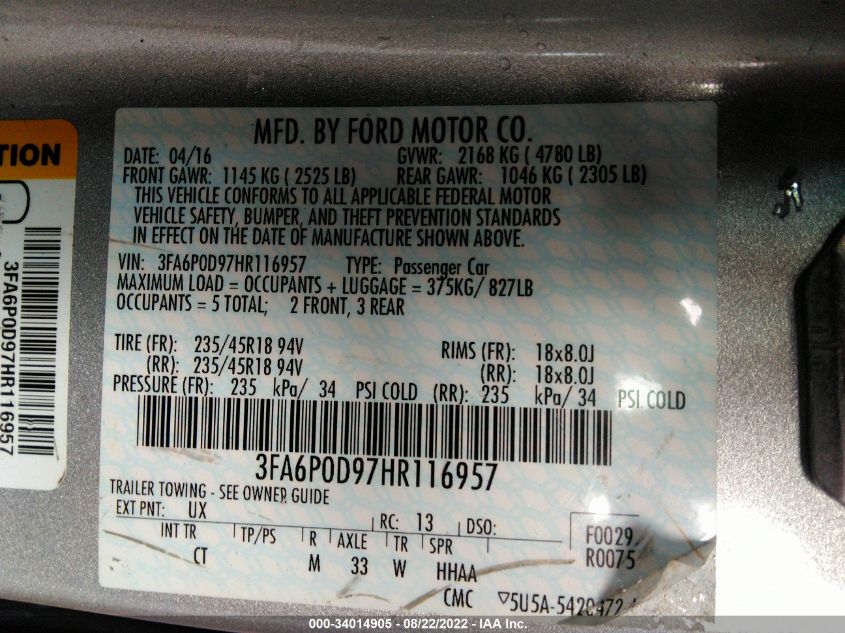 MFD. BY FORD MOTOR CO.
DATE: 04/16 GVWR: 2168 KG ( 4780 LB)
FRONT GAWR: 1145 KG ( 2525 LB) REAR GAWR: 1046 KG ( 2305 LB)
THIS VEHICLE CONFORMS TO ALL APPLICABLE FEDERAL MOTOR
VEHICLE SAFETY, BUMPER, AND THEFT PREVENTION STANDARDS
IN EFFECT ON THE DATE OF MANUFACTURE SHOWN ABOVE.
VIN: 3FA6P0D97HR116957 TYPE: Passenger Car
MAXIMUM LOAD = OCCUPANTS + LUGGAGE = 375KG/ 827LB
OCCUPANTS = 5 TOTAL; 2 FRONT, 3 REAR
TIRE (FR): 235/45R18 94V RIMS (FR): 18x8.0J
(RR): 235/45R18 94V (RR): 18x8.0J
PRESSURE (FR): 235 kPa/ 34 PSI COLD (RR): 235 kPa/ 34 PSI COLD
3FA6P0D97HR116957
TRAILER TOWING - SEE OWNER GUIDE
EXT PNT: UX RC: 13 DSO: F0029
INT TR TP/PS R AXLE TR SPR R0075
CT M 33 W HHAA
CMC 5U5A-5420472
TION
3FA6P0D97HR116957
000-34014905 - 08/22/2022 - IAA Inc.